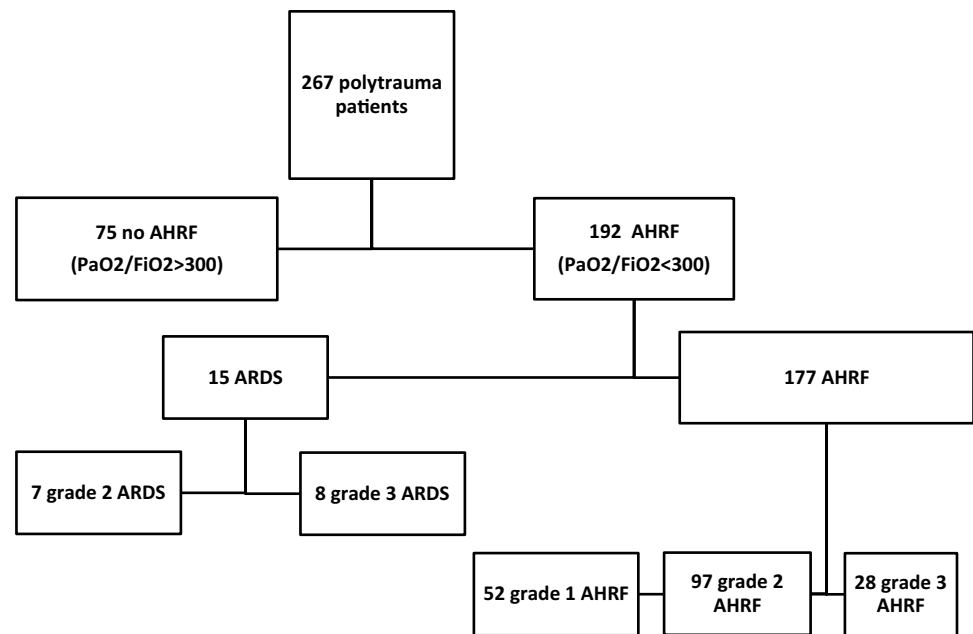 267 polytrauma
patients
75 no AHRF
(PaO2/FiO2>300)
192 AHRF
(PaO2/FiO2<300)
15 ARDS
177 AHRF
7 grade 2 ARDS
8 grade 3 ARDS
52 grade 1 AHRF
97 grade 2
AHRF
28 grade 3
AHRF